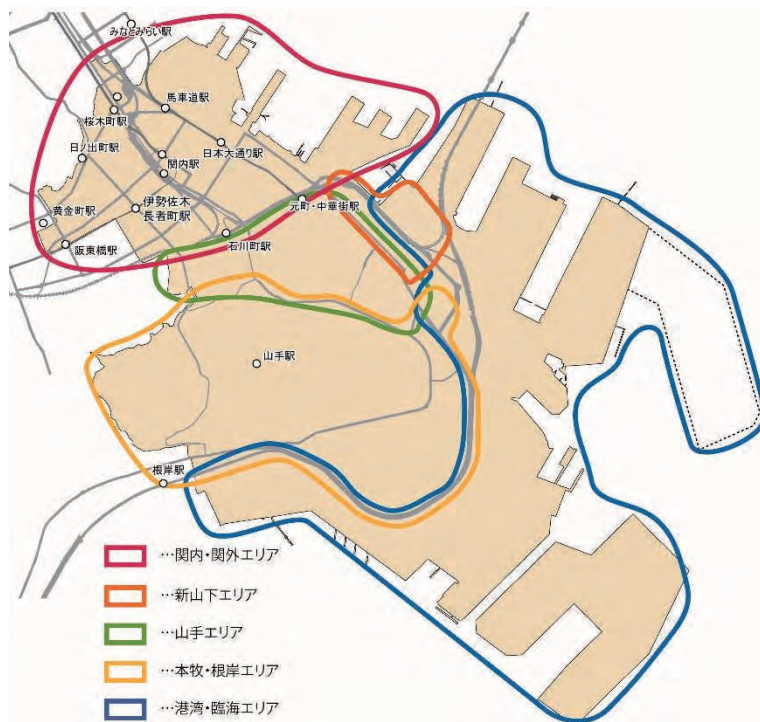 みなとみらい駅
馬車道駅
桜木町駅
日本大通り駅
日ノ出町駅
関内駅
伊勢佐木
長者町駅
黄金町駅
元町・中華街駅
石川町駅
阪東橋駅
山手駅
根岸駅
…関内・関外エリア
…新山下エリア
…山手エリア
…本牧・根岸エリア
…港湾・臨海エリア